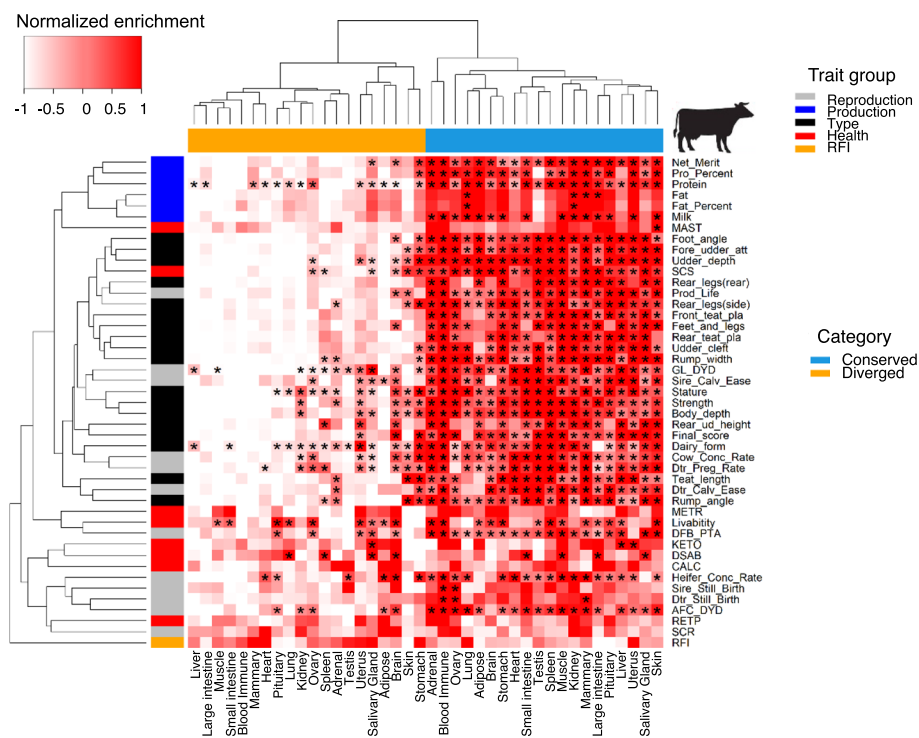 Normalized enrichment
-1 -0.5 0 0.5 1
Trait group
Reproduction
Production
Type
Health
RFI
Net_Merit
Pro_Percent
Protein
Fat
Fat_Percent
Milk
MAST
Foot_angle
Fore_udder_att
Udder_depth
SCS
Rear_legs(rear)
Prod_Life
Rear_legs(side)
Front_teat_pla
Feet_and_legs
Rear_teat_pla
Udder_cleft
Rump_width
GL_DYD
Sire_Calv_Ease
Stature
Strength
Body_depth
Rear_ud_height
Final_score
Dairy_form
Cow_Conc_Rate
Dtr_Preg_Rate
Teat_length
Dtr_Calv_Ease
Rump_angle
METR
Livabitity
DFB_PTA
KETO
DSAB
CALC
Heifer_Conc_Rate
Sire_Still_Birth
Dtr_Still_Birth
AFC_DYD
RETP
SCR
RFI
Category
Conserved
Diverged
Liver
Large intestine
Muscle
Small intestine
Blood Immune
Mammary
Heart
Pituitary
Lung
Kidney
Ovary
Spleen
Adrenal
Testis
Uterus
Salivary Gland
Adipose
Brain
Skin
Stomach
Adrenal
Blood Immune
Ovary
Lung
Adipose
Brain
Stomach
Heart
Small intestine
Testis
Spleen
Muscle
Kidney
Mammary
Large intestine
Pituitary
Liver
Uterus
Salivary Gland
Skin